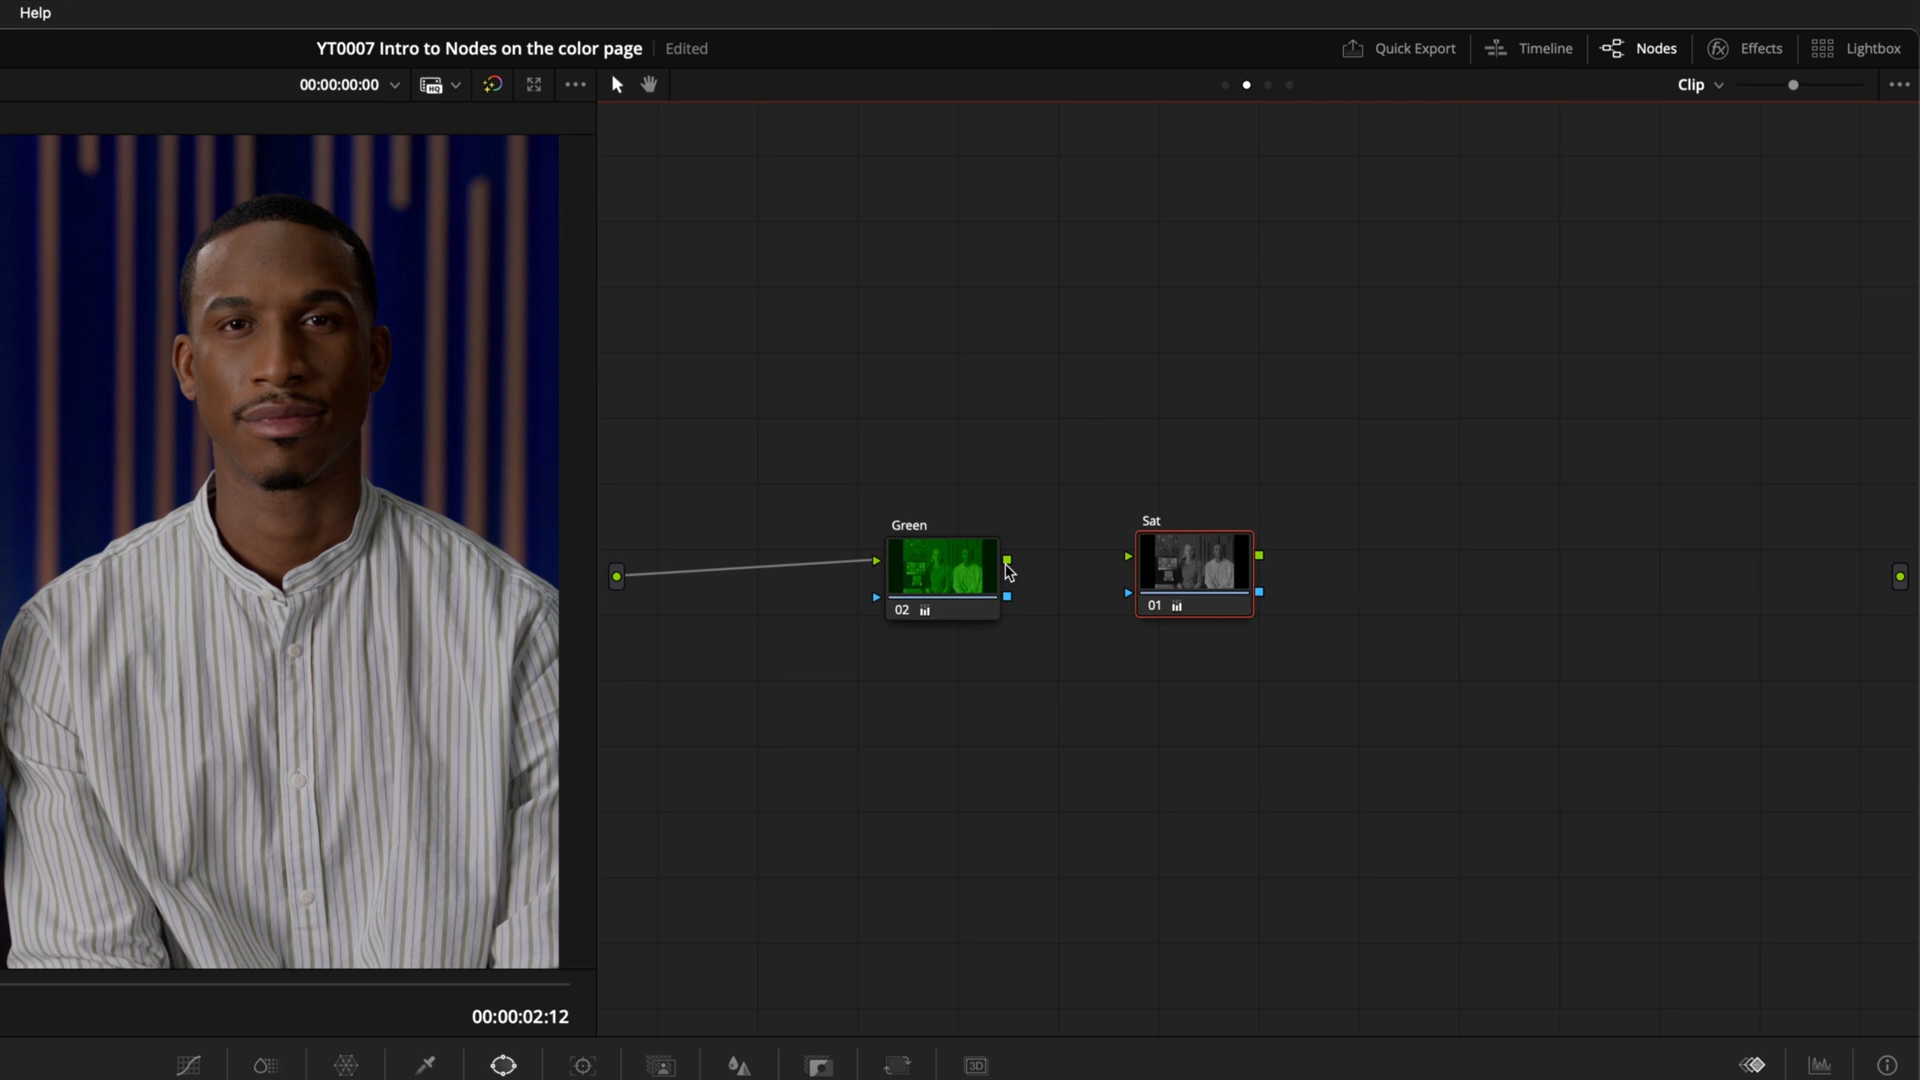 Help
YT0007 Intro to Nodes on the color page
Edited
Quick Export
Timeline
Nodes
Effects
Lightbox
00:00:00:00
HQ
Clip
Green
02
Sat
01
00:00:02:12
3D